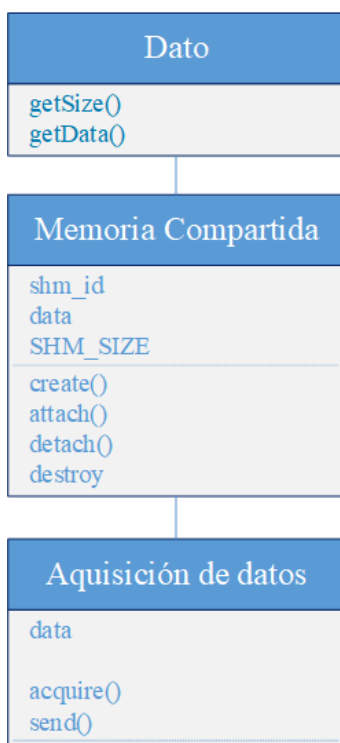 Dato
getSize()
getData()
Memoria Compartida
shm_id
data
SHM_SIZE
create()
attach()
detach()
destroy
Aquisición de datos
data
acquire()
send()